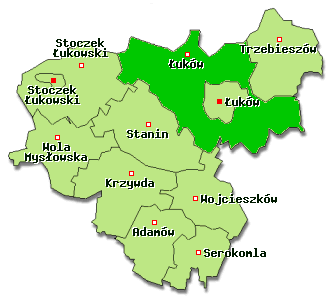 Stoczek
Łukowski
Łuków
Trzebieszów
Stoczek
Łukowski
Łuków
Stanin
Wola
Mysłowska
Krzywda
Wojcieszków
Adamów
Serokomla